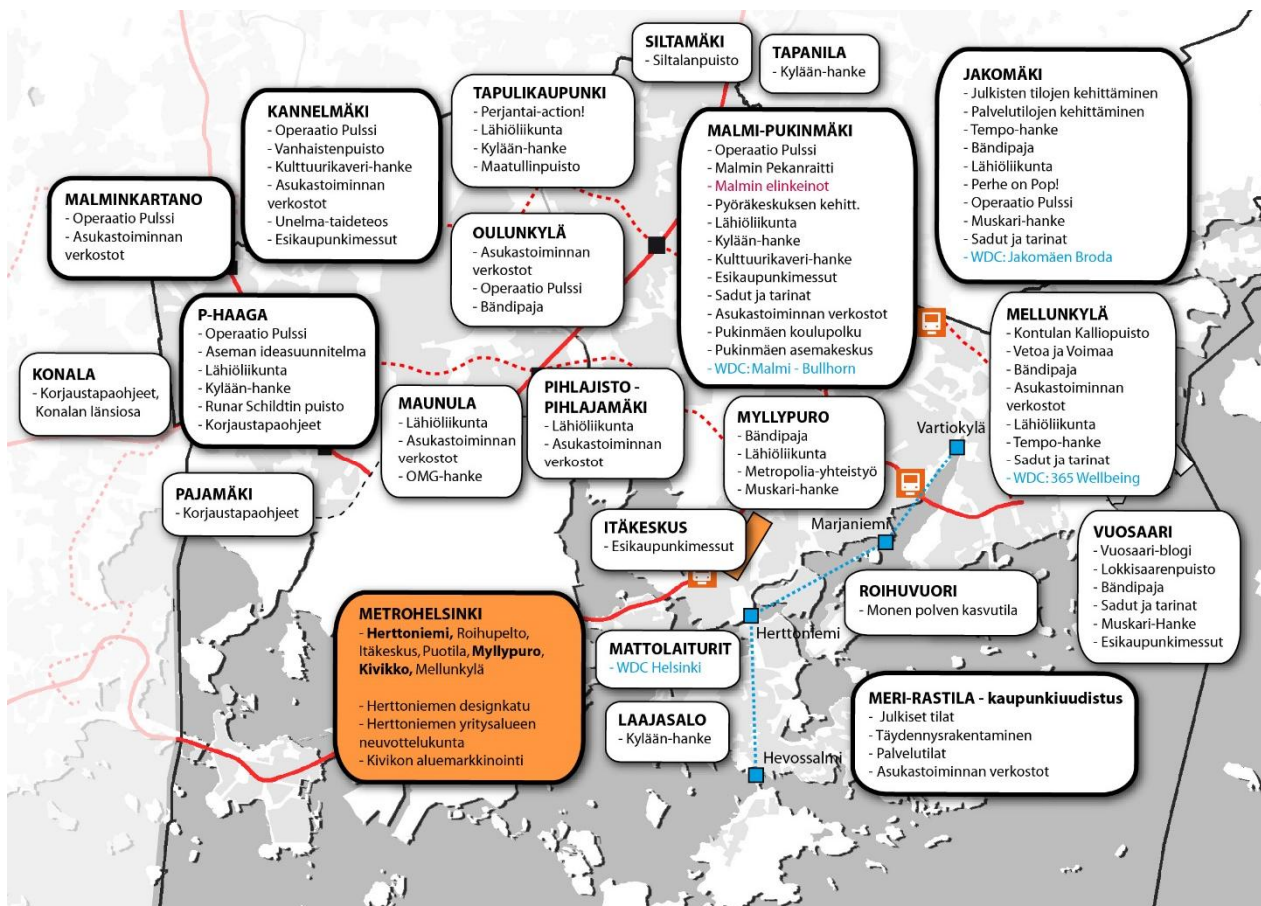 SILTAMÄKI
- Siltalanpuisto
TAPANILA
- Kylään-hanke
JAKOMÄKI
- Julkisten tilojen kehittäminen
- Palvelutilojen kehittäminen
- Tempo-hanke
- Bändipaja
- Lähiöliikunta
- Perhe on Pop!
- Operaatio Pulssi
- Muskari-hanke
- Sadut ja tarinat
- WDC: Jakomäen Broda
TAPULIKAUPUNKI
- Perjantai-action!
- Lähiöliikunta
- Kylään-hanke
- Maatullinpuisto
KANNELMÄKI
- Operaatio Pulssi
- Vanhaistenpuisto
- Kulttuurikaveri-hanke
- Asukastoiminnan
verkostot
- Unelma-taideteos
- Esikaupunkimessut
MALMI-PUKINMÄKI
- Operaatio Pulssi
- Malmin Pekanraitti
- Malmin elinkeinot
- Pyöräkeskuksen kehitt.
- Lähiöliikunta
- Kylään-hanke
- Kulttuurikaveri-hanke
- Esikaupunkimessut
- Sadut ja tarinat
- Asukastoiminnan verkostot
- Pukinmäen koulupolku
- Pukinmäen asemakeskus
- WDC: Malmi - Bullhorn
MALMINKARTANO
- Operaatio Pulssi
- Asukastoiminnan
verkostot
OULUNKYLÄ
- Asukastoiminnan
verkostot
- Operaatio Pulssi
- Bändipaja
P-HAAGA
- Operaatio Pulssi
- Aseman ideasuunnitelma
- Lähiöliikunta
- Kylään-hanke
- Runar Schildtin puisto
- Korjaustapaohjeet
MELLUNKYLÄ
- Kontulan Kalliopuisto
- Vetoa ja Voimaa
- Bändipaja
- Asukastoiminnan
verkostot
- Lähiöliikunta
- Tempo-hanke
- Sadut ja tarinat
- WDC: 365 Wellbeing
KONALA
- Korjaustapaohjeet,
Konalan länsiosa
MAUNULA
- Lähiöliikunta
- Asukastoiminnan
verkostot
- OMG-hanke
PIHLAJISTO -
PIHLAJAMÄKI
- Lähiöliikunta
- Asukastoiminnan
verkostot
MYLLYPURO
- Bändipaja
- Lähiöliikunta
- Metropolia-yhteistyö
- Muskari-hanke
Vartiokylä
PAJAMÄKI
- Korjaustapaohjeet
ITÄKESKUS
- Esikaupunkimessut
Marjaniemi
VUOSAARI
- Vuosaari-blogi
- Lokkisaarenpuisto
- Bändipaja
- Sadut ja tarinat
- Muskari-Hanke
- Esikaupunkimessut
ROIHUVUORI
- Monen polven kasvutila
METROHELSINKI
- Herttoniemi, Roihupelto,
Itäkeskus, Puotila, Myllypuro,
Kivikko, Mellunkylä
- Herttoniemen designkatu
- Herttoniemen yritysalueen
neuvottelukunta
- Kivikon aluemarkkinointi
Herttoniemi
MATTOLAITURIT
- WDC Helsinki
LAAJASALO
- Kylään-hanke
MERI-RASTILA - kaupunkiuudistus
- Julkiset tilat
- Täydennysrakentaminen
- Palvelutilat
- Asukastoiminnan verkostot
Hevossalmi